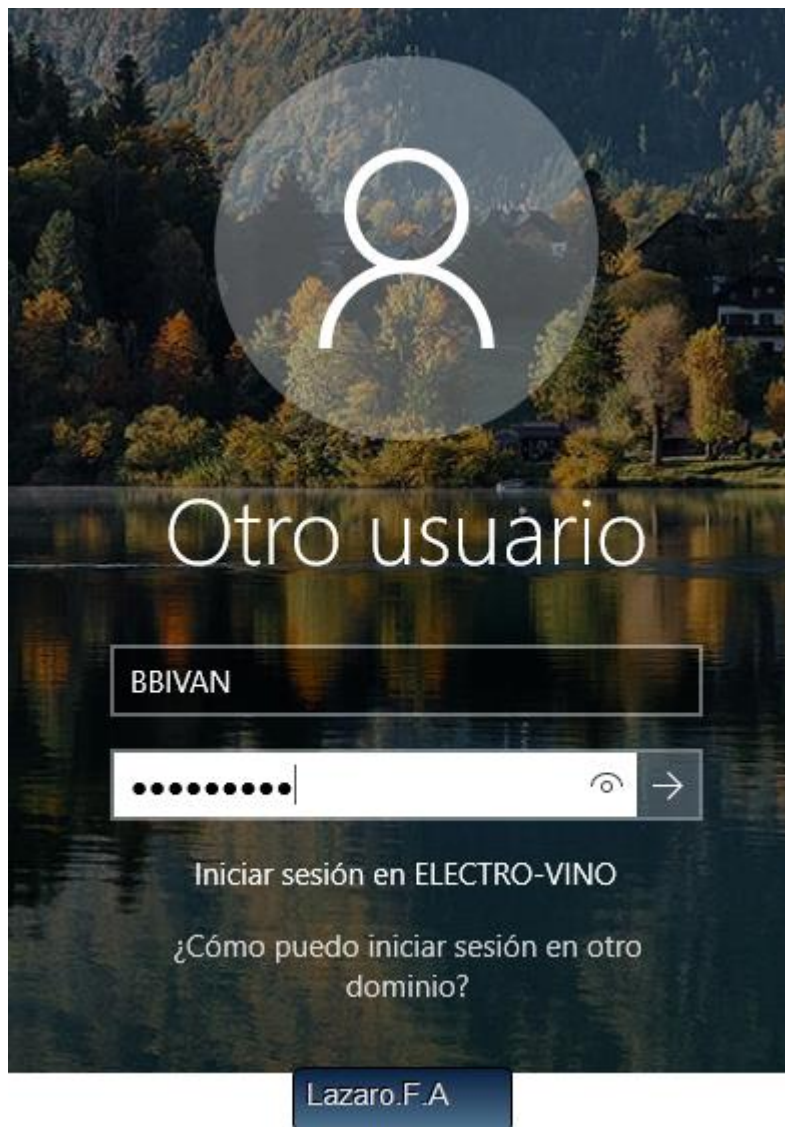 Otro usuario
BBIVAN
●●●●●●●●●
Iniciar sesión en ELECTRO-VINO
¿Cómo puedo iniciar sesión en otro
dominio?
Lazaro.F.A